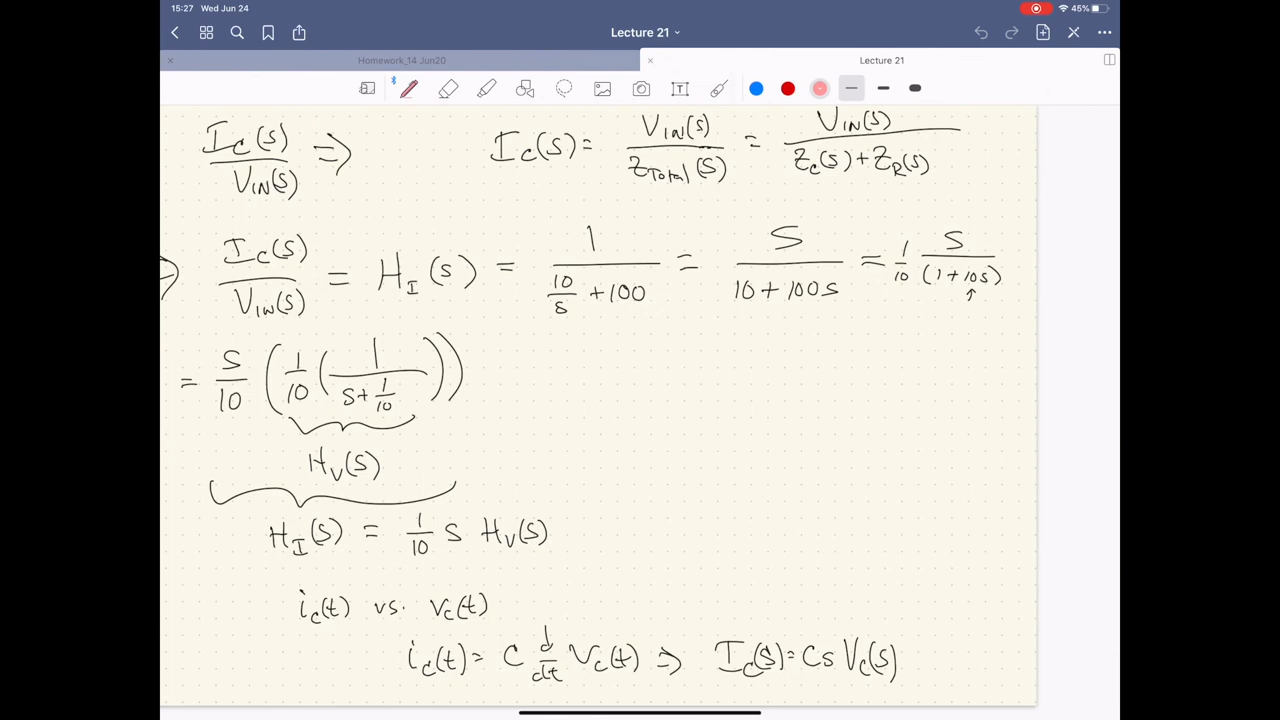 15:27 Wed Jun 24 45%
Lecture 21
Homework_14 Jun20 Lecture 21
I_C(s)/V_IN(s) ⇒ I_C(s) = V_IN(s)/Z_Total(s) = V_IN(s)/(Z_C(s) + Z_R(s))
⇒ I_C(s)/V_IN(s) = H_I(s) = 1/(10/s + 100) = s/(10 + 100s) = 1/10 s/(1 + 10s)
↑
= s/10 (1/10 (1/(s + 1/10)))
H_V(s)
H_I(s) = 1/10 s H_V(s)
i_c(t) vs. v_c(t)
i_c(t) = C d/dt V_c(t) ⇒ I_C(s) = Cs V_C(s)